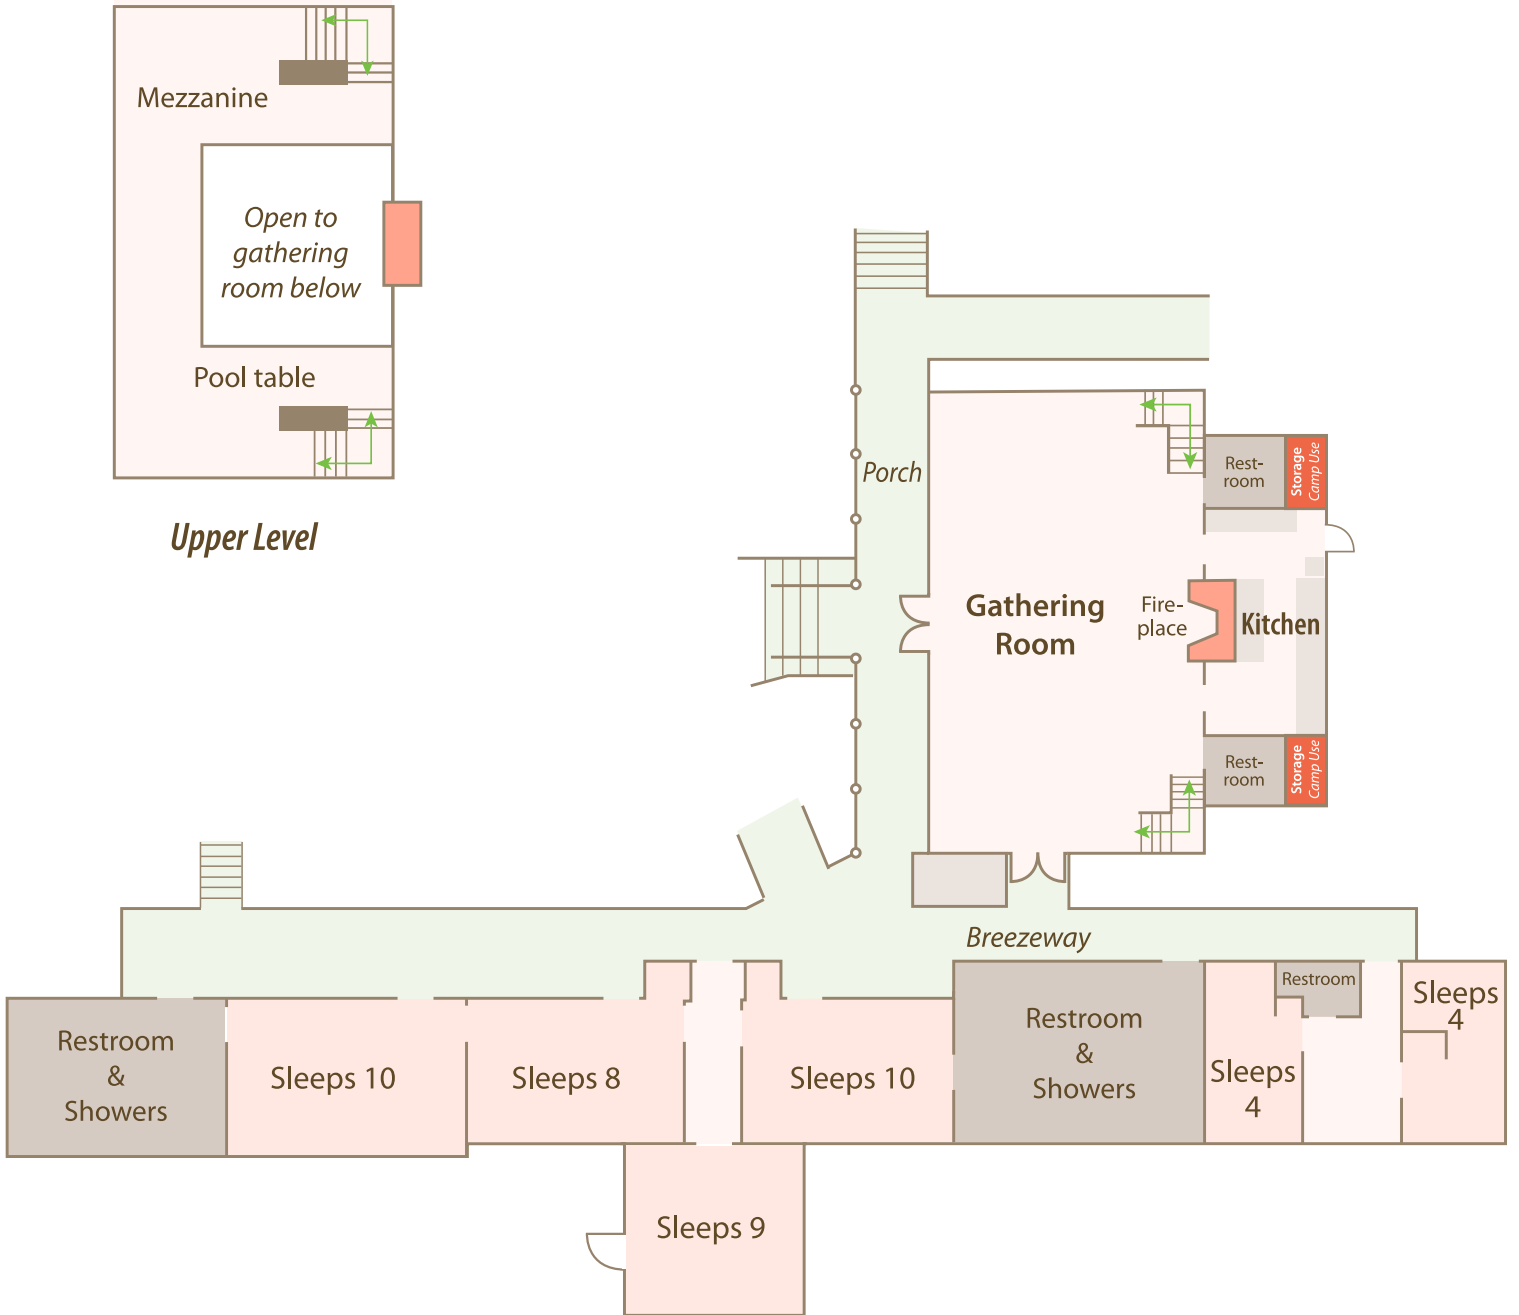 Mezzanine
Open to
gathering
room below
Pool table
Upper Level
Porch
Gathering
Room
Fire-
place
Kitchen
Rest-
room
Storage
Camp Use
Rest-
room
Storage
Camp Use
Breezeway
Restroom
&
Showers
Sleeps 10
Sleeps 8
Sleeps 10
Restroom
&
Showers
Sleeps
4
Restroom
Sleeps
4
Sleeps 9